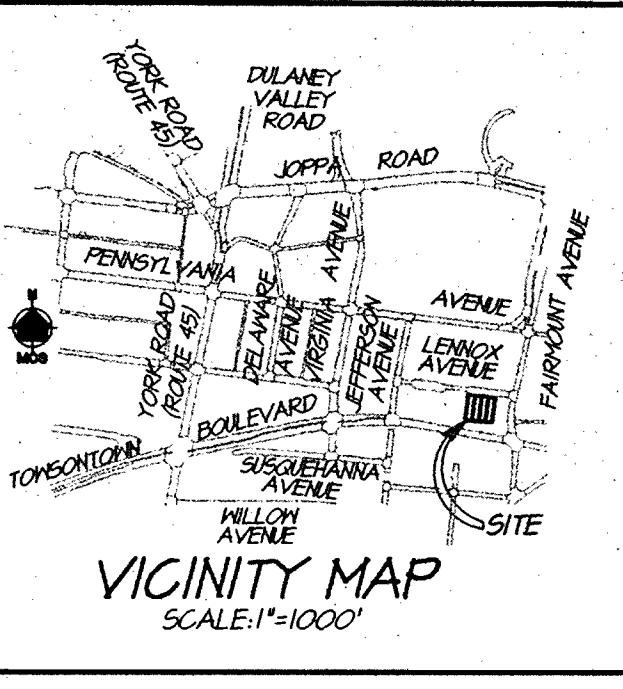 YORK ROAD
(ROUTE 45)
DULANEY
VALLEY
ROAD
JOPPA ROAD
AVENUE
PENNSYLVANIA
AVENUE
FAIRMOUNT AVENUE
N
MCS
YORK ROAD
(ROUTE 45)
DELAWARE
AVENUE
VIRGINIA
JEFFERSON
AVENUE
LENNOX
AVENUE
TOWSONTOWN
BOULEVARD
SUSQUEHANNA
AVENUE
WILLOW
AVENUE
SITE
VICINITY MAP
SCALE:1"=1000'